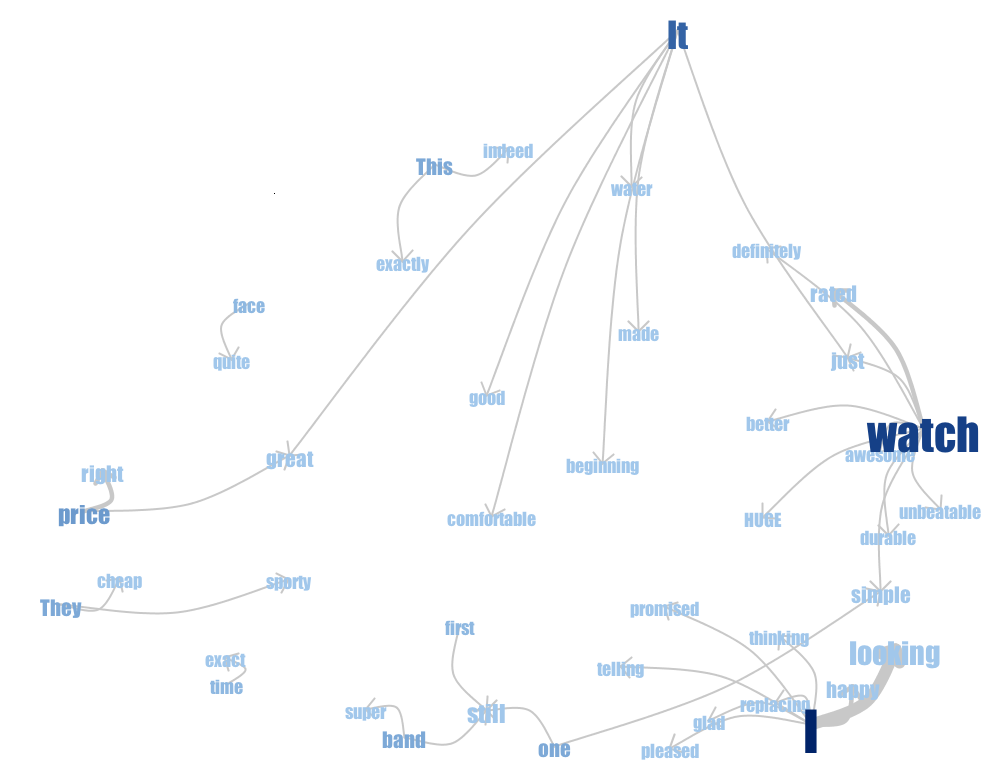 It
indeed
This
water
definitely
exactly
rated
face
made
quite
just
good
better
watch
awesome
great
beginning
right
unbeatable
price
comfortable
HUGE
durable
cheap
sporty
simple
They
promised
first
thinking
looking
exact
telling
time
happy
replacing
super
still
glad
I
band
one
pleased